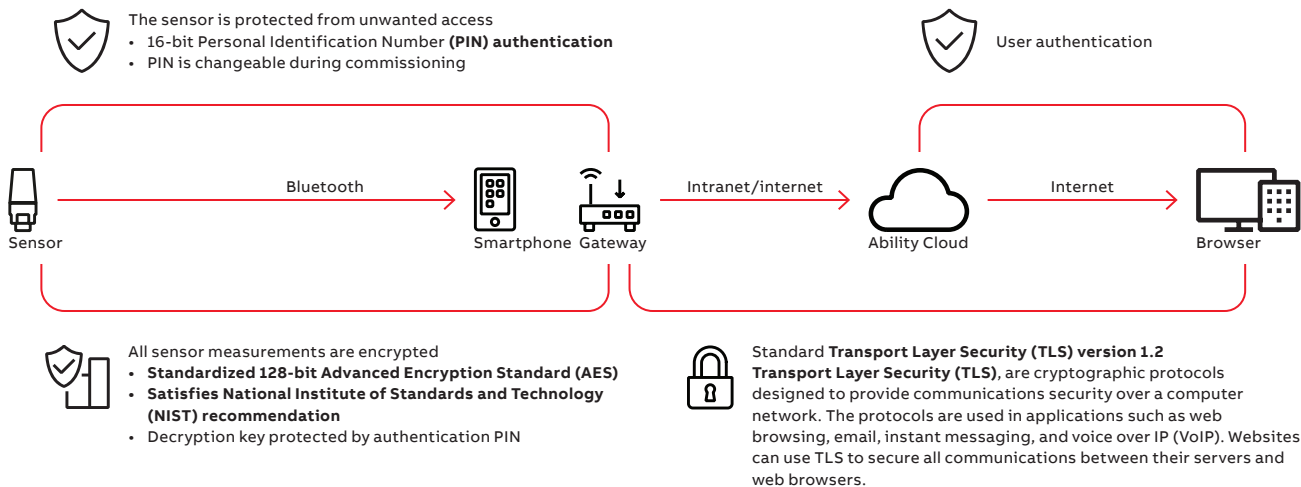 The sensor is protected from unwanted access
• 16-bit Personal Identification Number (PIN) authentication
• PIN is changeable during commissioning
User authentication
Bluetooth
Intranet/internet
Internet
Sensor
Smartphone
Gateway
Ability Cloud
Browser
All sensor measurements are encrypted
• Standardized 128-bit Advanced Encryption Standard (AES)
• Satisfies National Institute of Standards and Technology
(NIST) recommendation
• Decryption key protected by authentication PIN
Standard Transport Layer Security (TLS) version 1.2
Transport Layer Security (TLS), are cryptographic protocols
designed to provide communications security over a computer
network. The protocols are used in applications such as web
browsing, email, instant messaging, and voice over IP (VoIP). Websites
can use TLS to secure all communications between their servers and
web browsers.